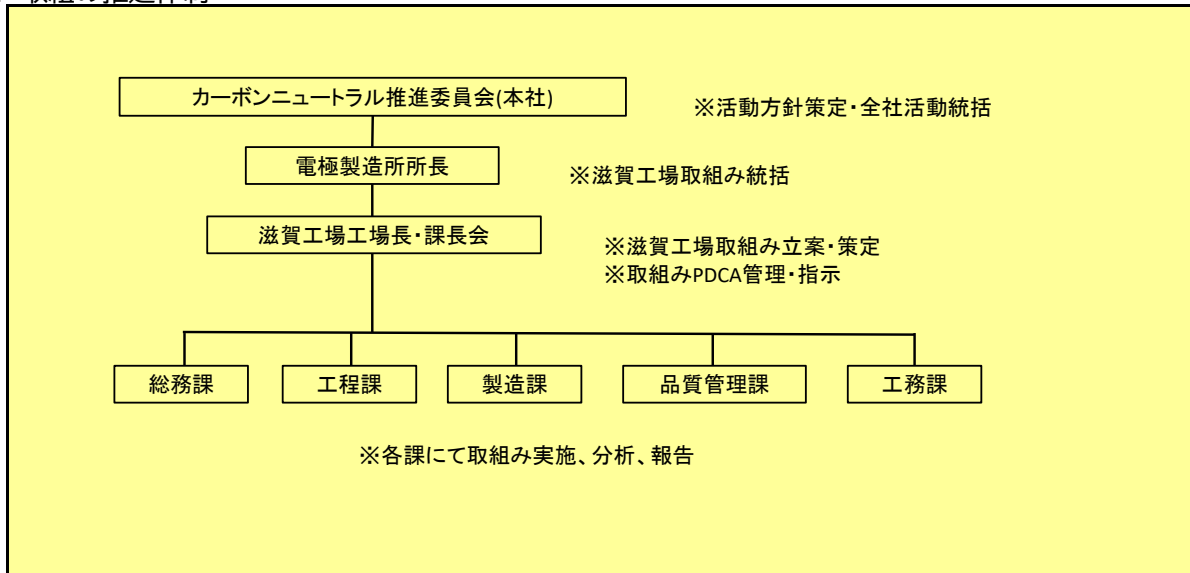 カーボンニュートラル推進委員会(本社)
※活動方針策定・全社活動統括
電極製造所所長
※滋賀工場取組み統括
滋賀工場工場長・課長会
※滋賀工場取組み立案・策定
※取組みPDCA管理・指示
総務課
工程課
製造課
品質管理課
工務課
※各課にて取組み実施、分析、報告